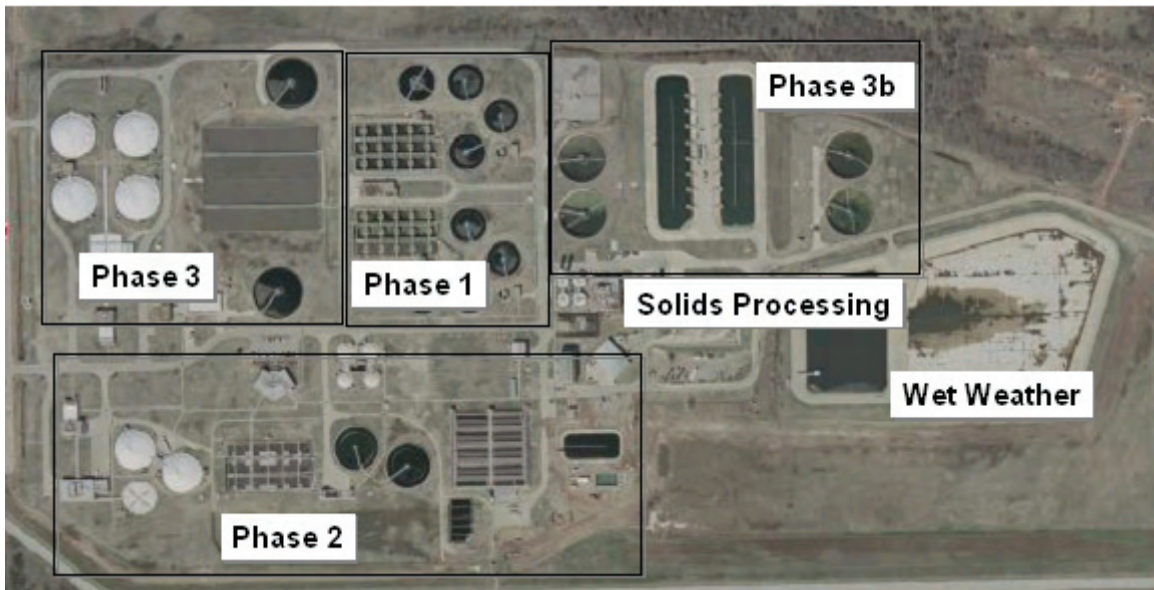 Phase 3b
Phase 3
Phase 1
Solids Processing
Wet Weather
Phase 2